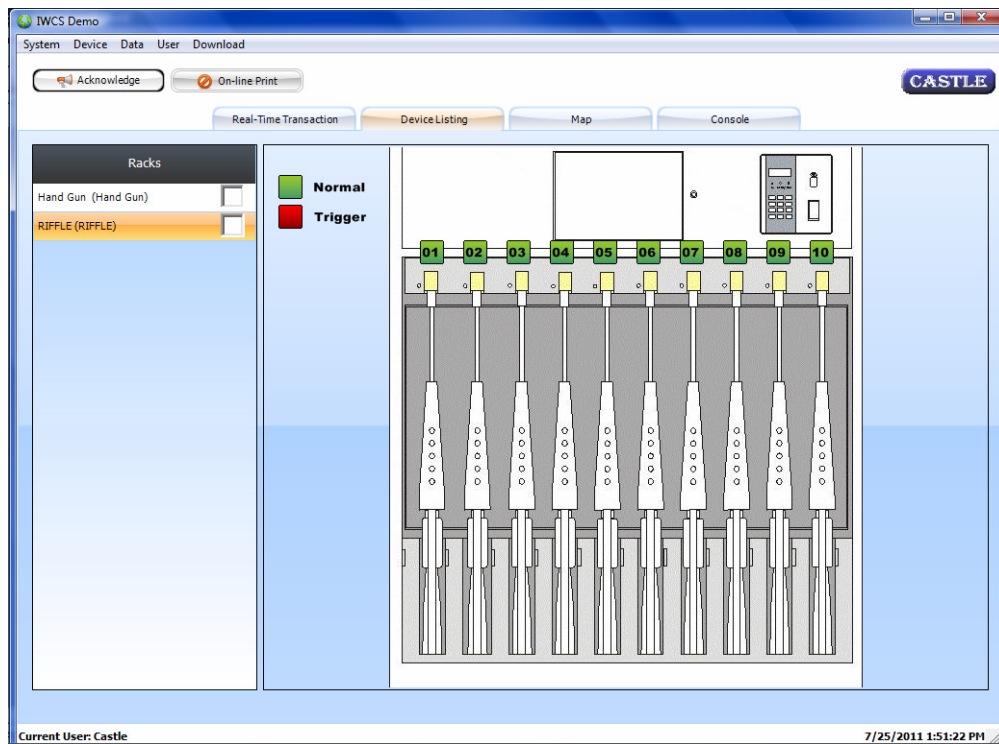 IWCS Demo
System Device Data User Download
Acknowledge On-line Print
CASTLE
Real-Time Transaction Device Listing Map Console
Racks
Hand Gun (Hand Gun)
RIFFLE (RIFFLE)
Normal
Trigger
01 02 03 04 05 06 07 08 09 10
Current User: Castle 7/25/2011 1:51:22 PM